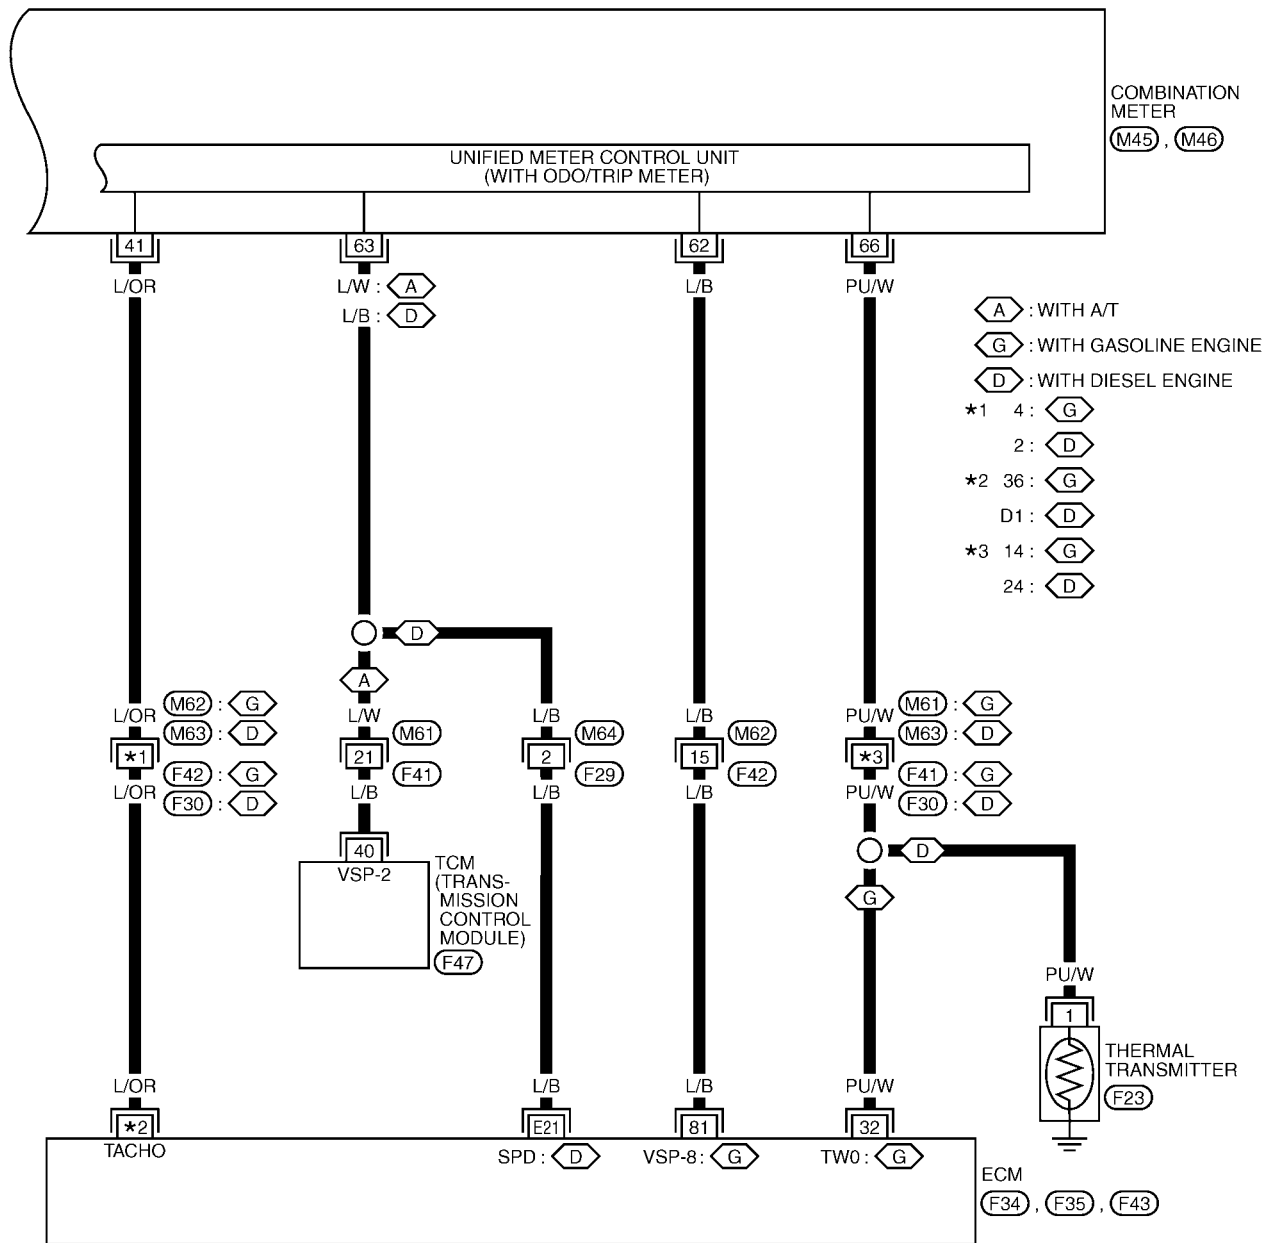 COMBINATION
METER
M45 , M46
UNIFIED METER CONTROL UNIT
(WITH ODO/TRIP METER)
41 63 62 66
L/OR L/W : A L/B PU/W
L/B : D
A : WITH A/T
G : WITH GASOLINE ENGINE
D : WITH DIESEL ENGINE
*1 4 : G
2 : D
*2 36 : G
D1 : D
*3 14 : G
24 : D
D
A
M62 : G M61 : G
L/OR L/W L/B L/B PU/W
M63 : D M61 M64 M62 M63 : D
*1 21 2 15 *3
F42 : G F41 F29 F42 F41 : G
L/OR L/B L/B L/B PU/W
F30 : D F30 : D
40 D
VSP-2
TCM
(TRANS-
MISSION
CONTROL
MODULE)
F47
G
PU/W
1
THERMAL
TRANSMITTER
F23
L/OR L/B L/B PU/W
*2 E21 81 32
TACHO SPD : D VSP-8: G TW0 : G
ECM
F34 , F35 , F43